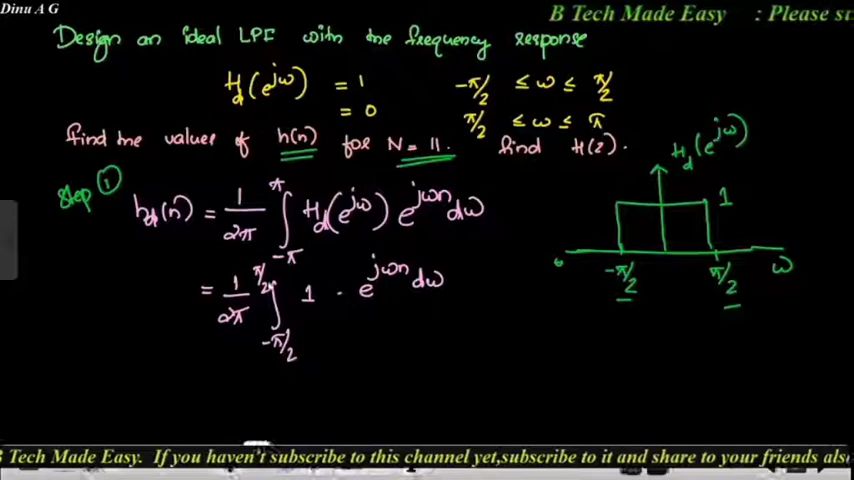 Dinu A G
B Tech Made Easy : Please su
Design an ideal LPF with the frequency response
H_d(e^{jω}) = 1   -π/2 ≤ ω ≤ π/2
= 0   π/2 ≤ ω ≤ π
find the values of h(n) for N = 11. find H(z).
Step 1
h_d(n) = 1/2π ∫_{-π}^{π} H_d(e^{jω}) e^{jωn} dω
= 1/2π ∫_{-π/2}^{π/2} 1 . e^{jωn} dω
H_d(e^{jω})
1
-π/2   π/2   ω
B Tech Made Easy. If you haven't subscribe to this channel yet,subscribe to it and share to your friends als